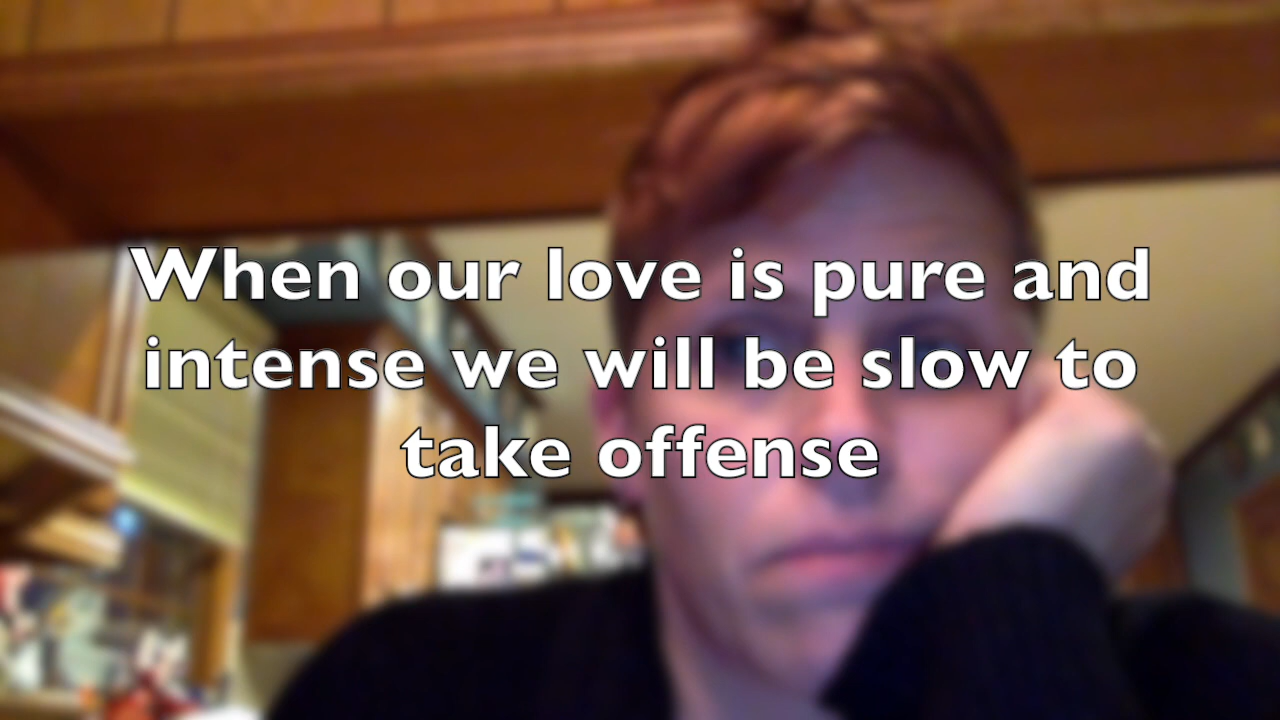 When our love is pure and
intense we will be slow to
take offense